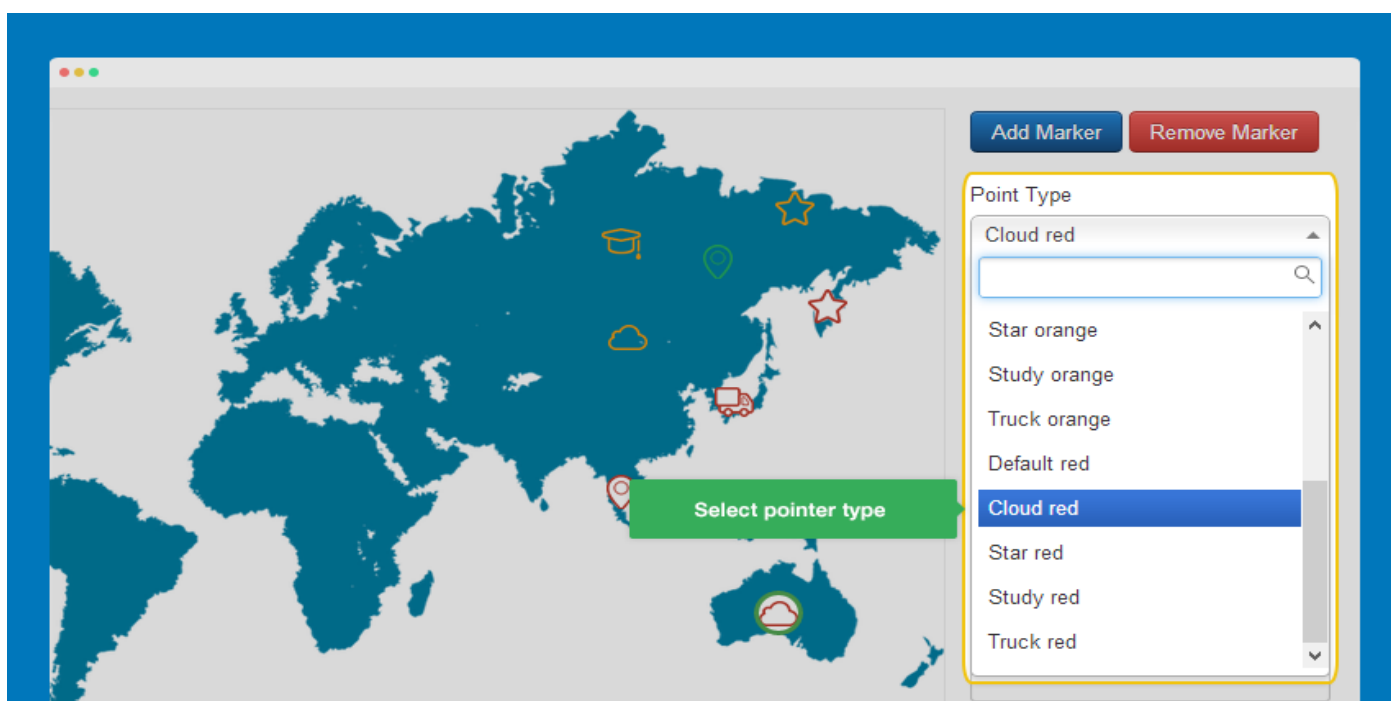 Add Marker
Remove Marker
Point Type
Cloud red
Star orange
Study orange
Truck orange
Default red
Cloud red
Star red
Study red
Truck red
Select pointer type